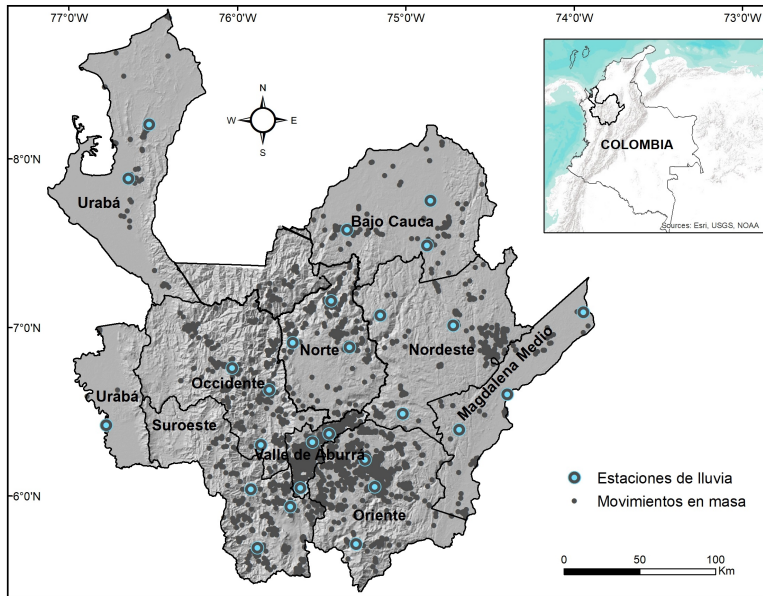 77°0'W 76°0'W 75°0'W 74°0'W 73°0'W
8°0'N
7°0'N
6°0'N
N
W E
S
COLOMBIA
Sources: Esri, USGS, NOAA
Urabá
Bajo Cauca
Norte
Nordeste
Magdalena Medio
Occidente
Urabá
Suroeste
Valle de Aburrá
Oriente
Estaciones de lluvia
Movimientos en masa
0 50 100
Km